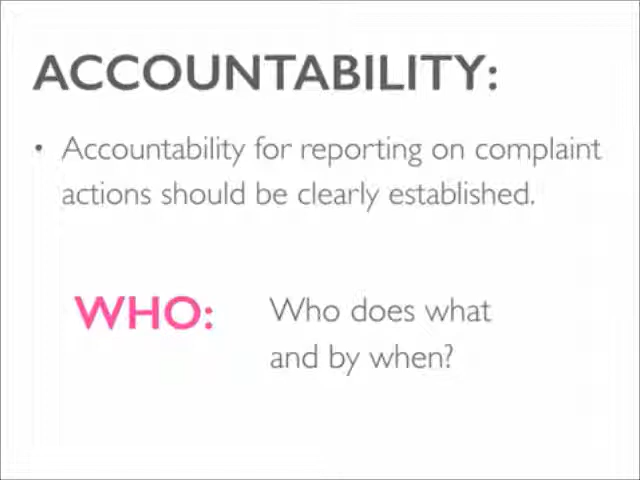 ACCOUNTABILITY:
• Accountability for reporting on complaint
actions should be clearly established.
WHO: Who does what
and by when?